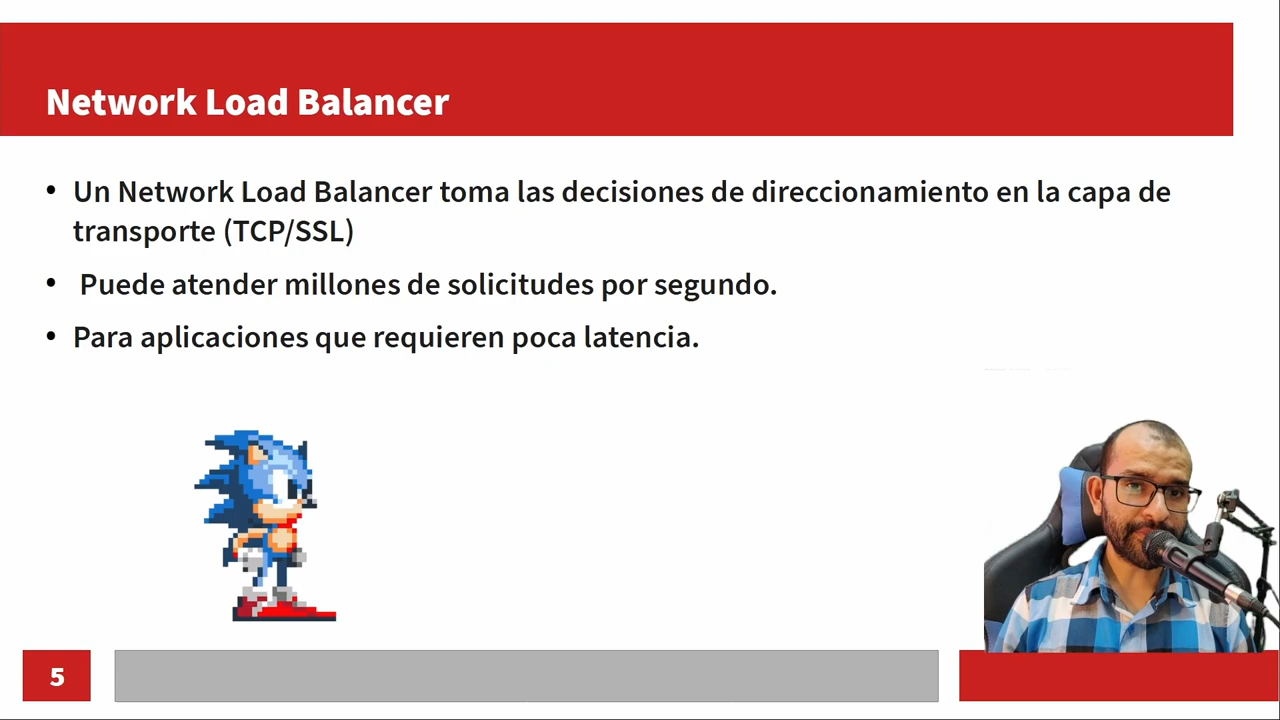 Network Load Balancer
• Un Network Load Balancer toma las decisiones de direccionamiento en la capa de
transporte (TCP/SSL)
• Puede atender millones de solicitudes por segundo.
• Para aplicaciones que requieren poca latencia.
5